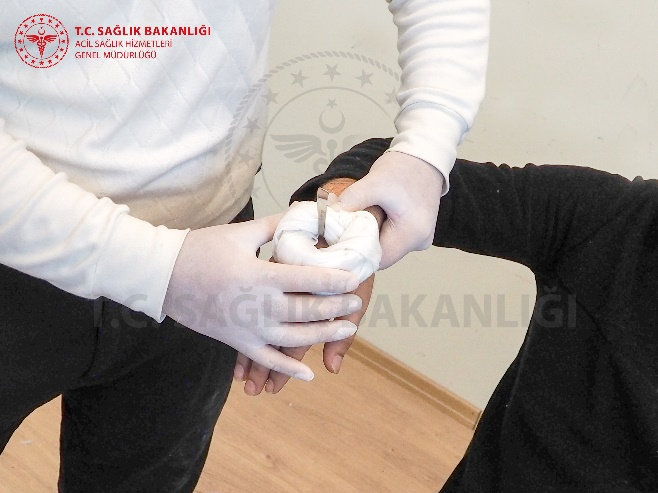 T.C. SAĞLIK BAKANLIĞI
ACİL SAĞLIK HİZMETLERİ
GENEL MÜDÜRLÜĞÜ
T.C. SAĞLIK BAKANLIĞI